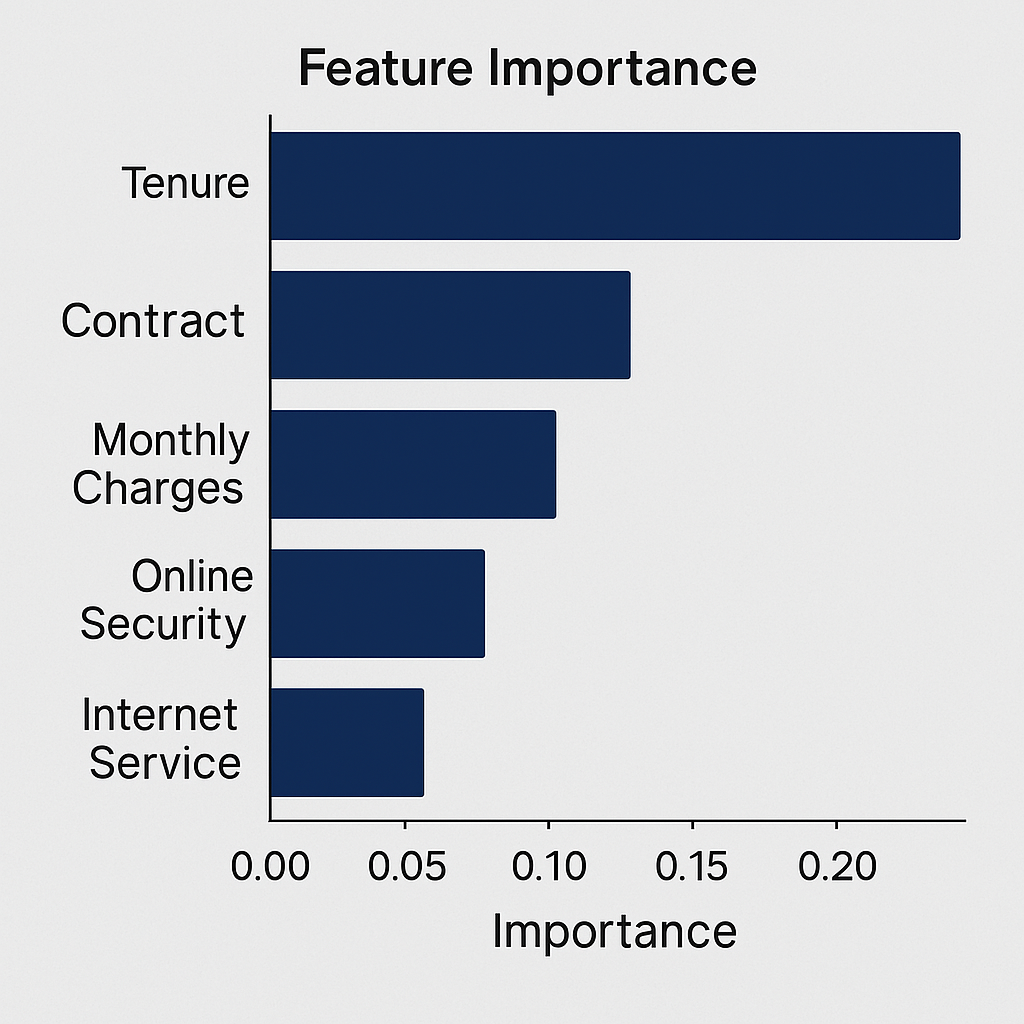 Feature Importance
Tenure
Contract
Monthly
Charges
Online
Security
Internet
Service
0.00 0.05 0.10 0.15 0.20
Importance